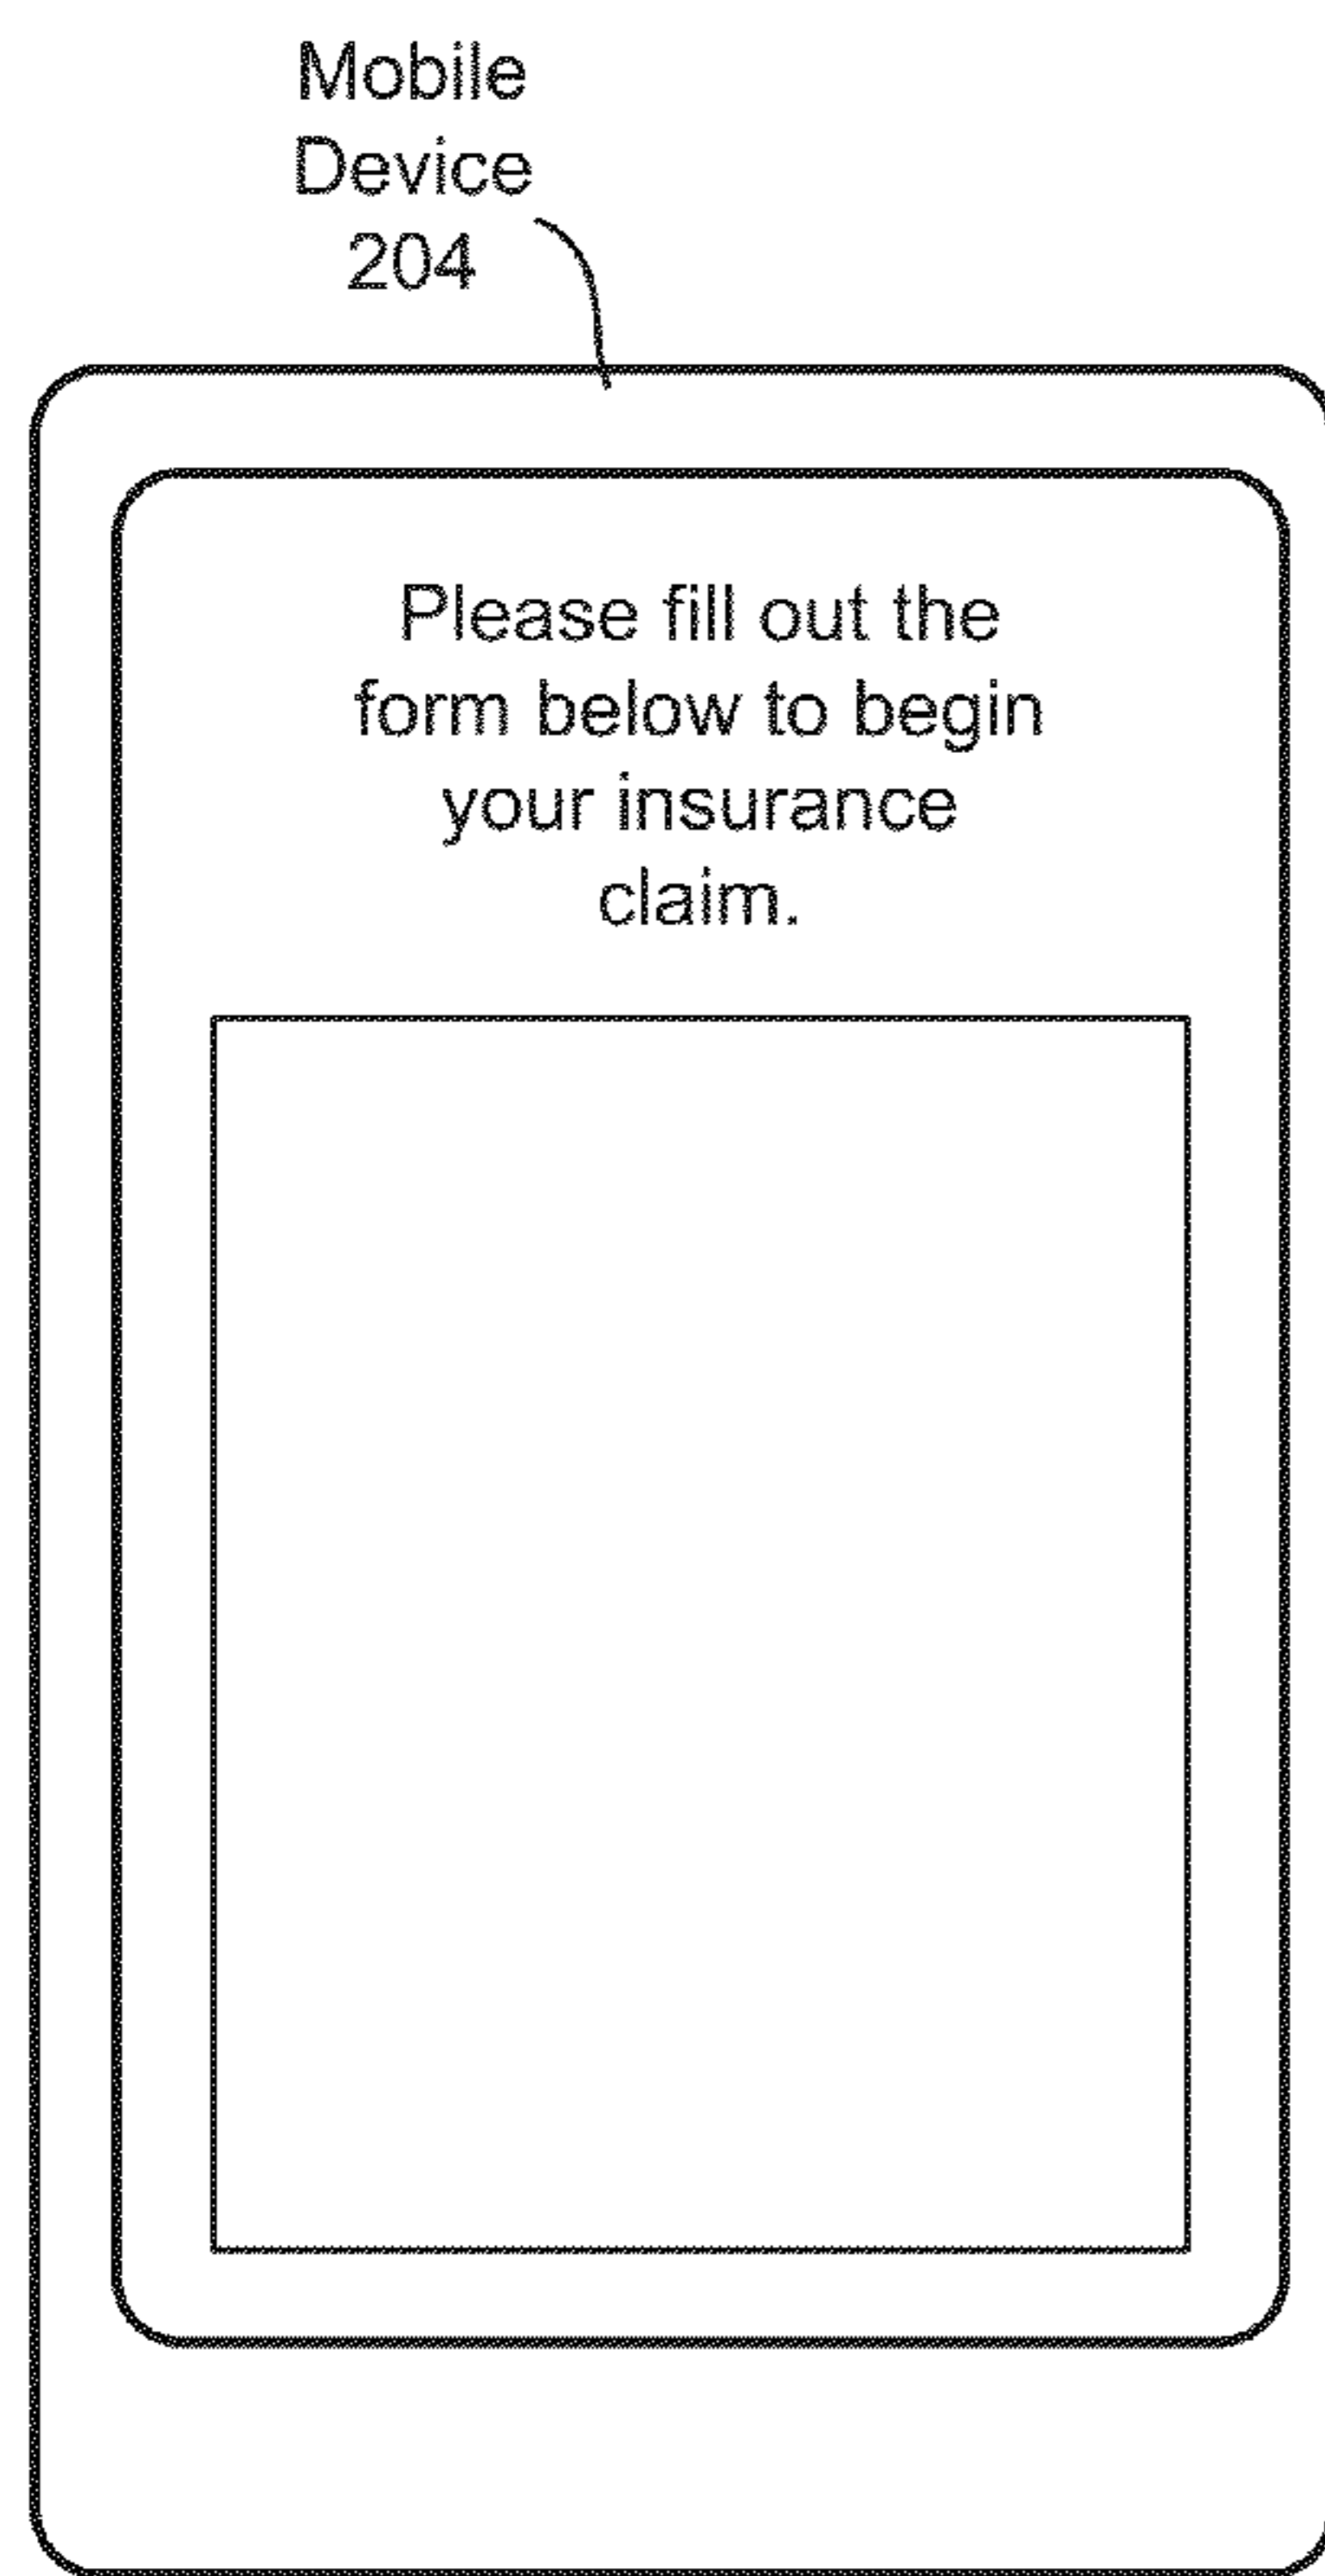 Mobile
Device
204
Please fill out the
form below to begin
your insurance
claim.